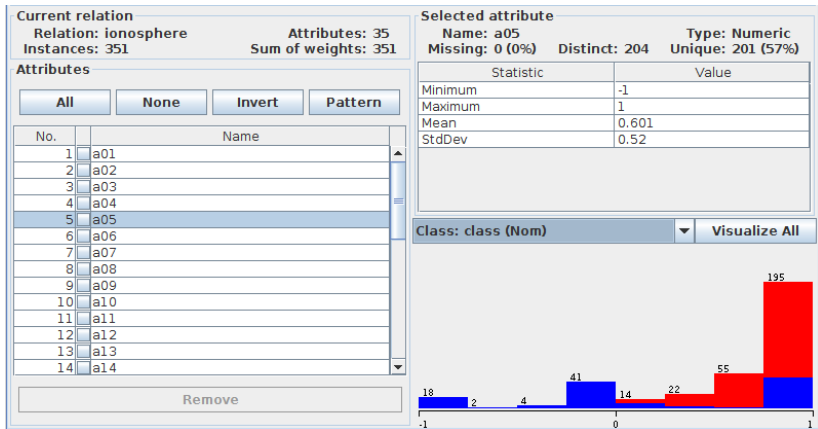 Current relation
Relation: ionosphere Attributes: 35
Instances: 351 Sum of weights: 351
Attributes
All None Invert Pattern
No. Name
1 a01
2 a02
3 a03
4 a04
5 a05
6 a06
7 a07
8 a08
9 a09
10 a10
11 a11
12 a12
13 a13
14 a14
Remove
Selected attribute
Name: a05 Type: Numeric
Missing: 0 (0%) Distinct: 204 Unique: 201 (57%)
Statistic Value
Minimum -1
Maximum 1
Mean 0.601
StdDev 0.52
Class: class (Nom) Visualize All
18 2 4 41 14 22 55 195
-1 0 1